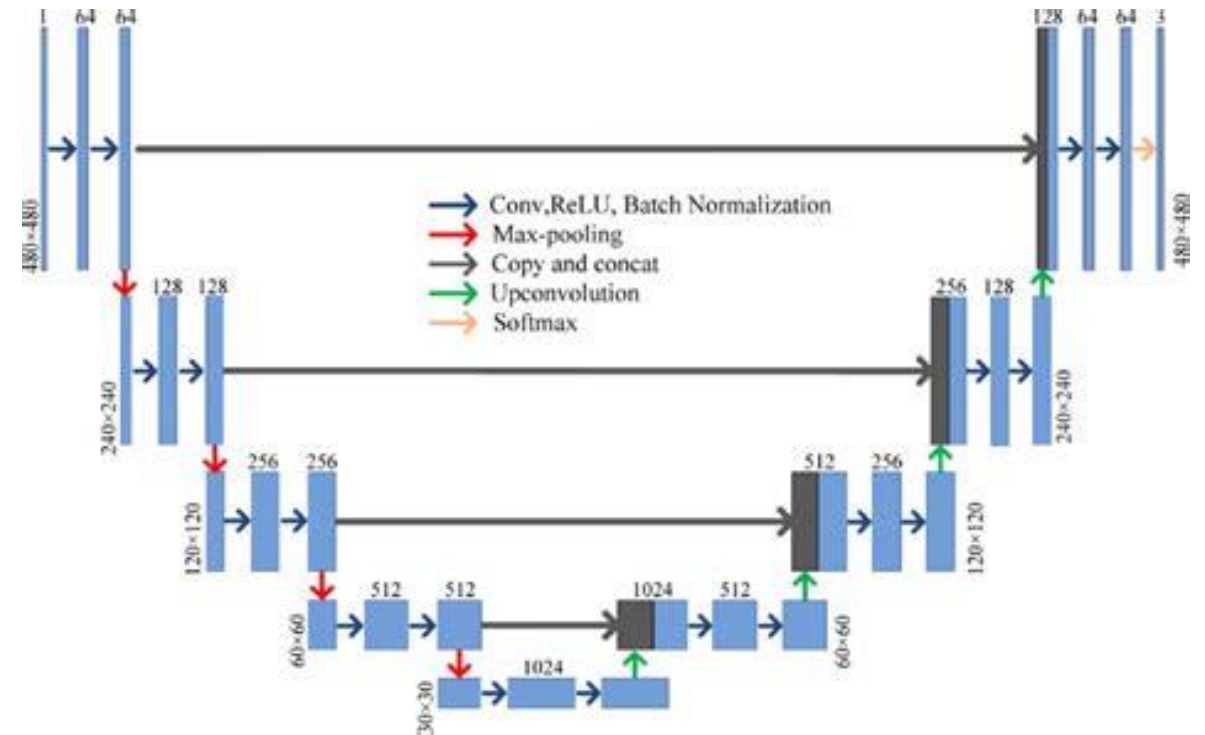 1 64 64
128 64 64 3
480×480
480×480
Conv,ReLU, Batch Normalization
Max-pooling
Copy and concat
Upconvolution
Softmax
128 128
256 128
240×240
240×240
256 256
512 256
120×120
120×120
512 512
1024 512
60×60
60×60
1024
30×30